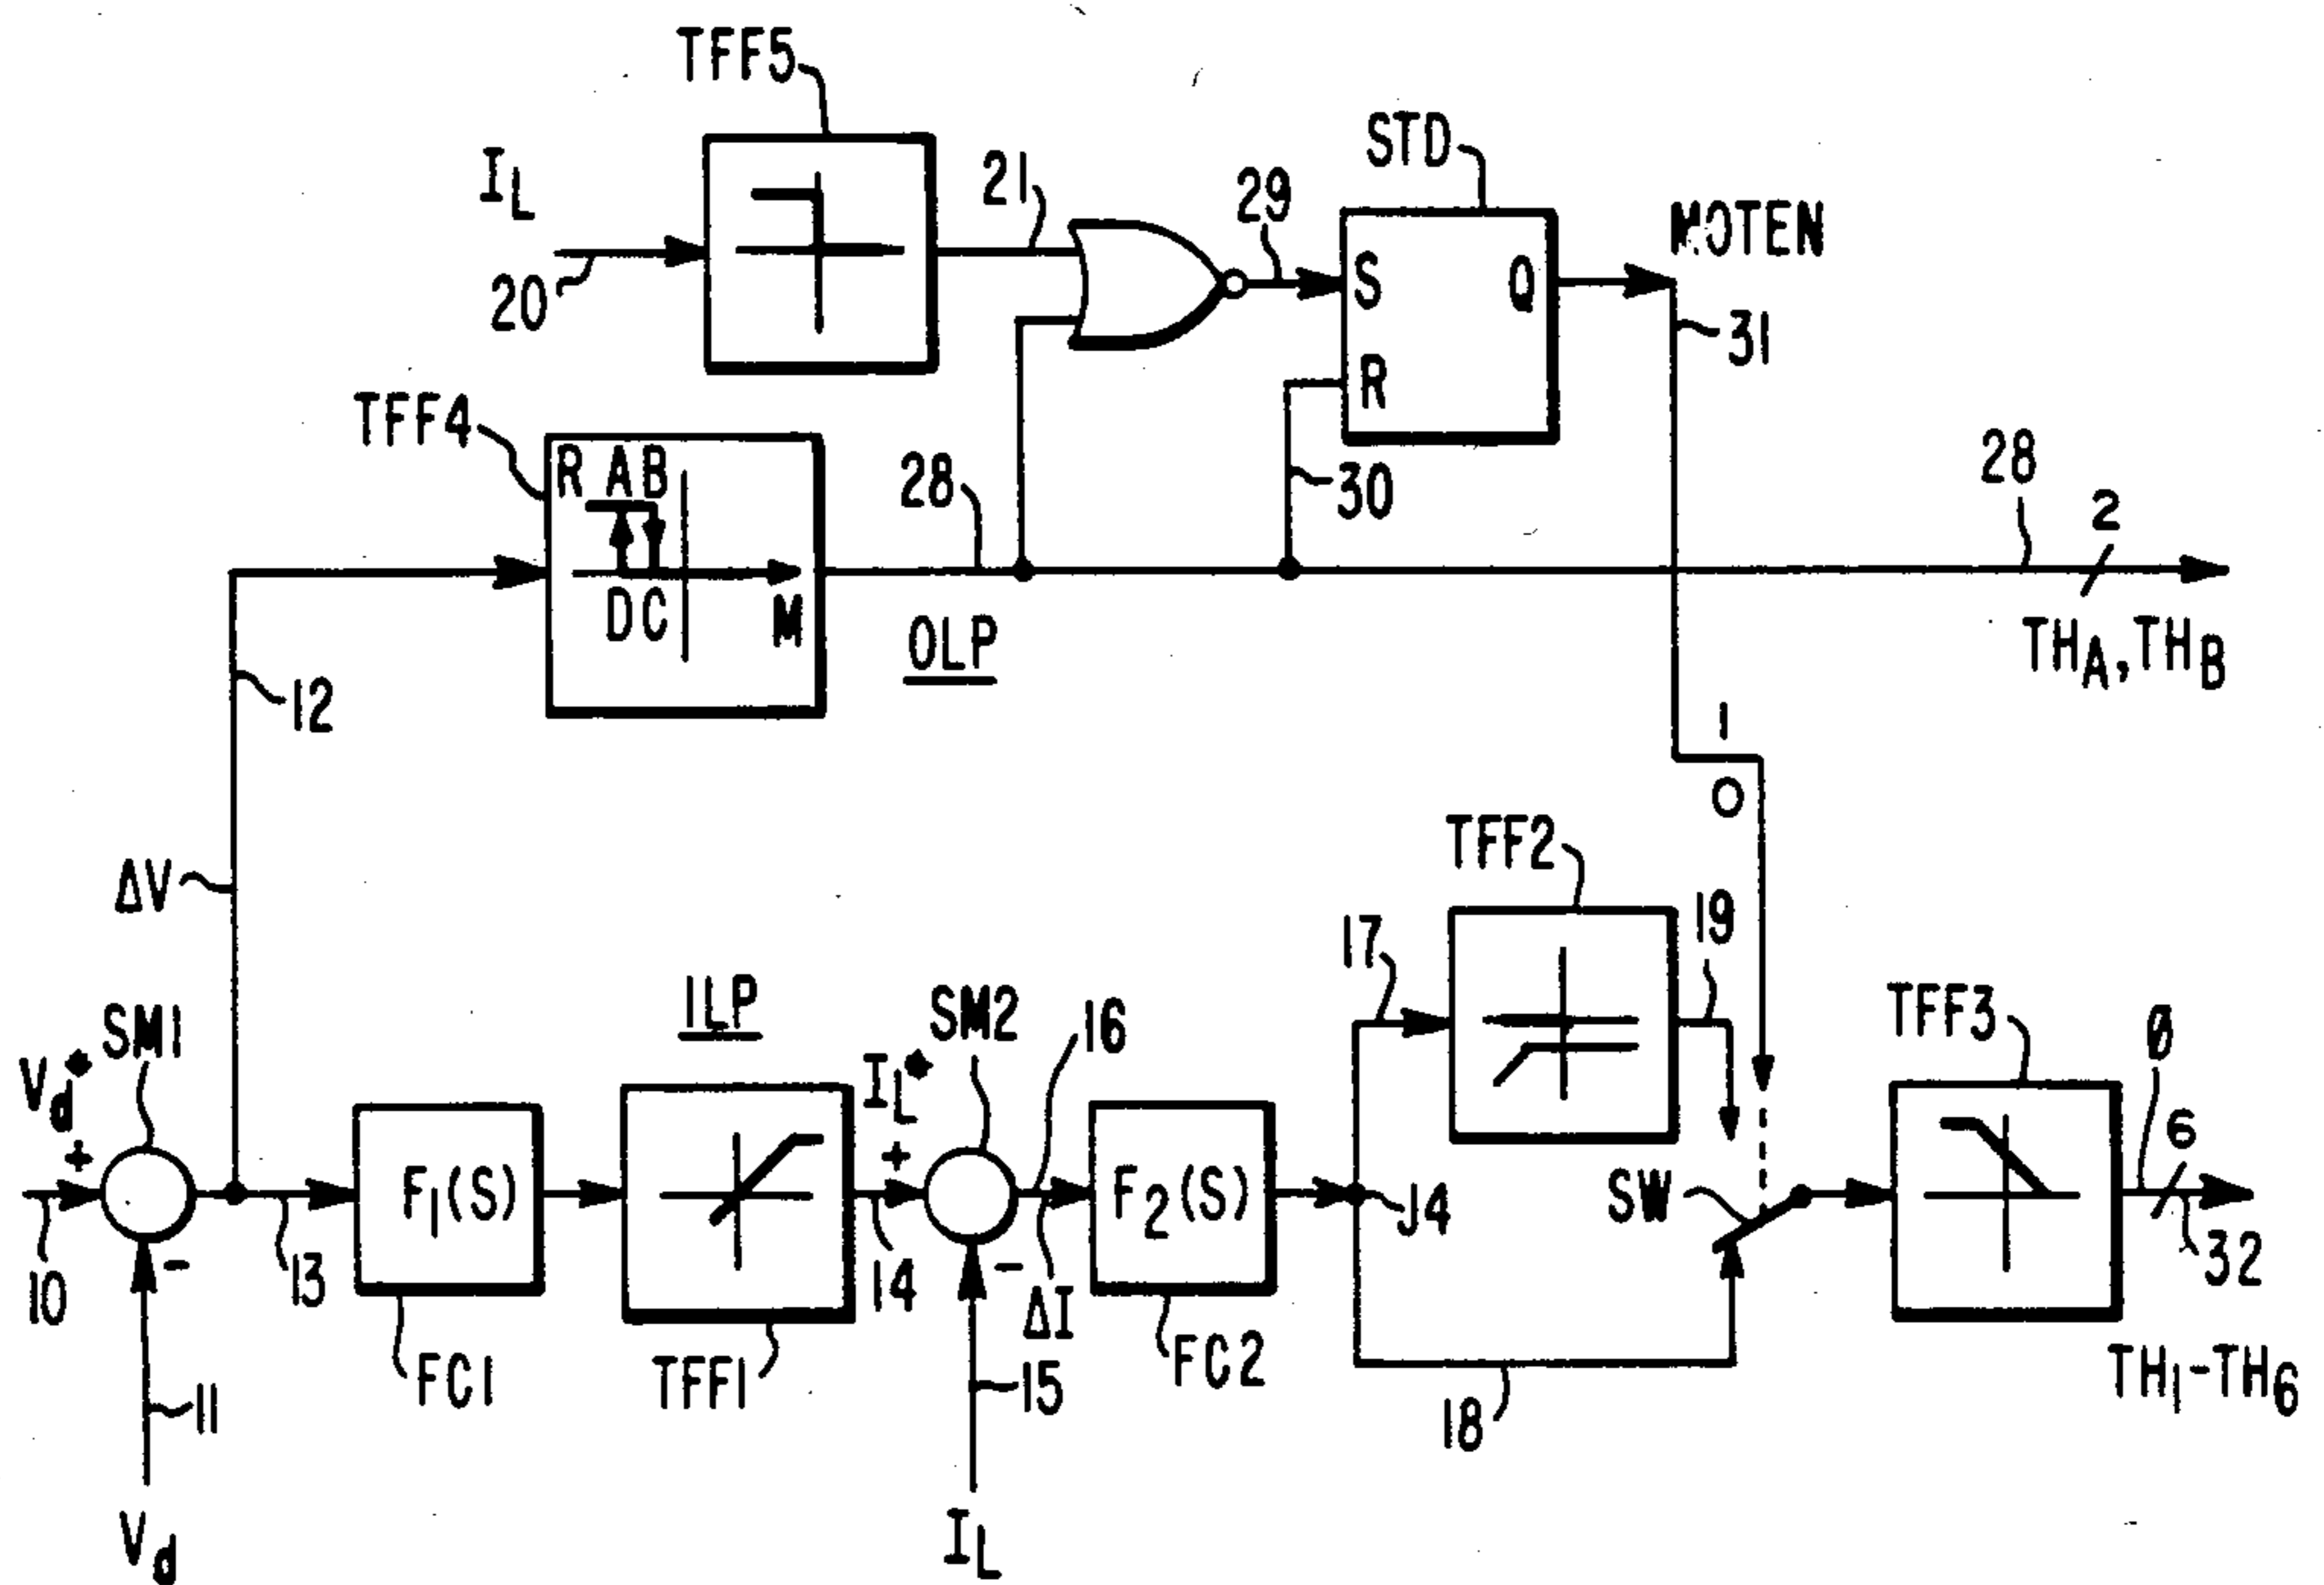 TFF5
STD
I_L
21
29
MOTEN
20
S
Q
31
R
TFF4
R A B
28
30
28
2
D C
M
OLP
TH_A, TH_B
12
1
0
TFF2
ΔV
17
19
ILP
SM2
16
TFF3
SM1
V_d*
I_L*
Ø
+
+
6
F_1(S)
F_2(S)
SW
J4
-
-
10
13
14
ΔI
32
FC1
TFF1
15
FC2
TH_1-TH_6
11
18
V_d
I_L